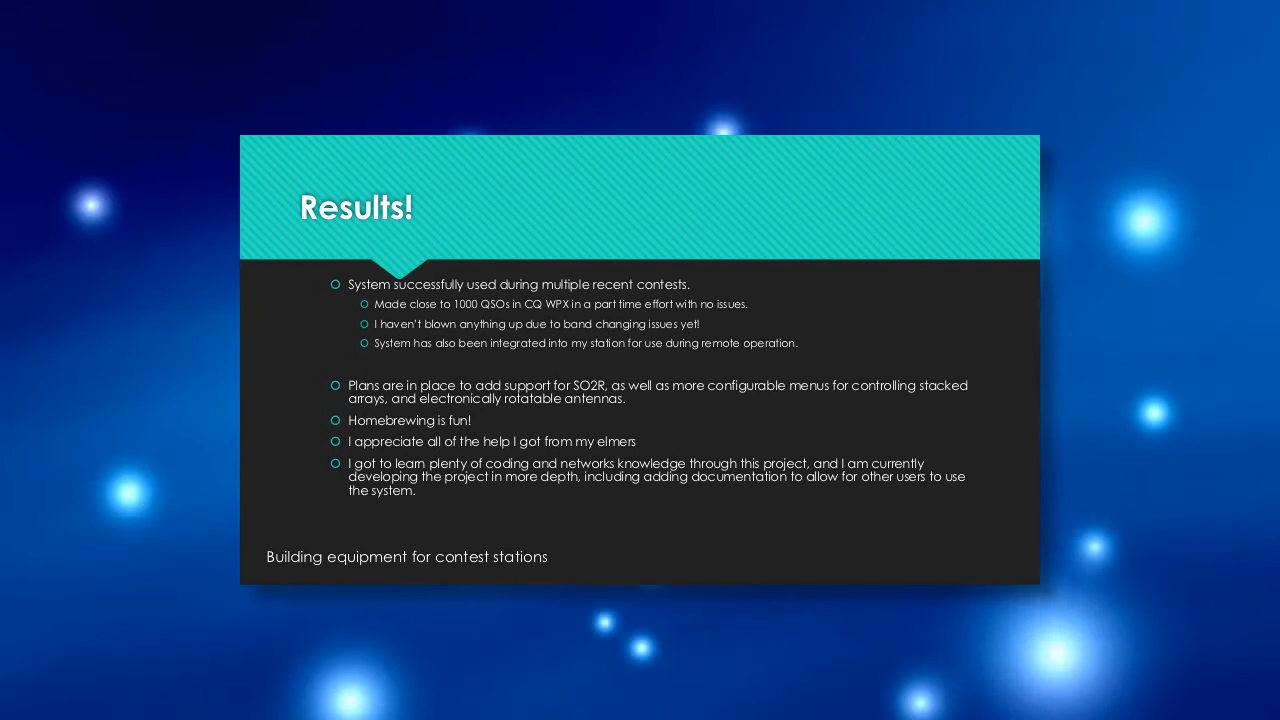 Results!
System successfully used during multiple recent contests.
Made close to 1000 QSOs in CQ WPX in a part time effort with no issues.
I haven't blown anything up due to band changing issues yet!
System has also been integrated into my station for use during remote operation.
Plans are in place to add support for SO2R, as well as more configurable menus for controlling stacked
arrays, and electronically rotatable antennas.
Homebrewing is fun!
I appreciate all of the help I got from my elmers
I got to learn plenty of coding and networks knowledge through this project, and I am currently
developing the project in more depth, including adding documentation to allow for other users to use
the system.
Building equipment for contest stations